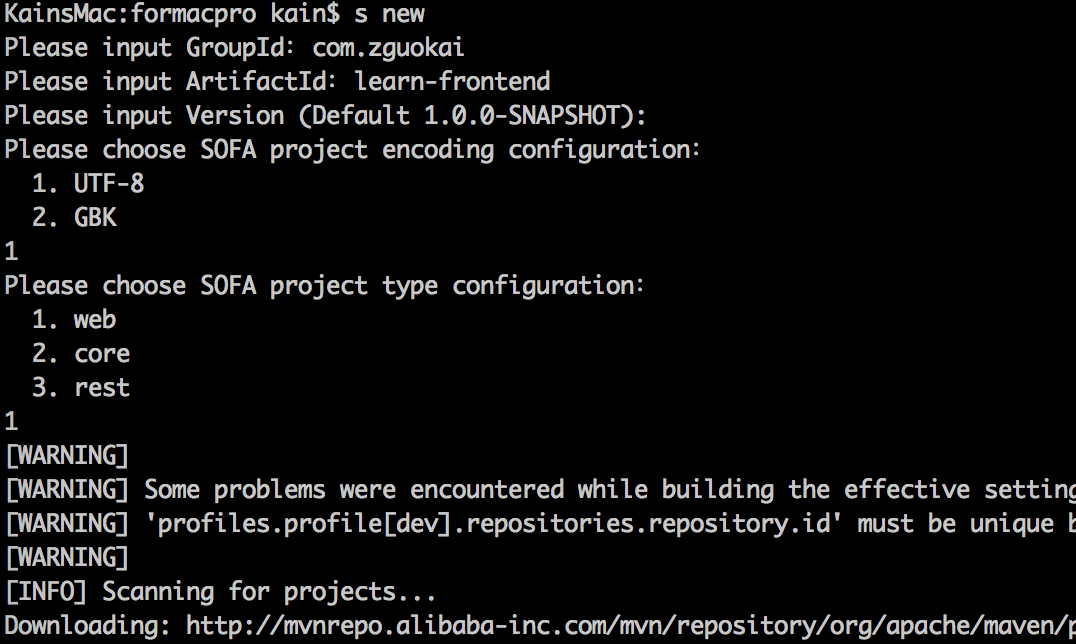 KainsMac:formacpro kain$ s new
Please input GroupId: com.zguokai
Please input ArtifactId: learn-frontend
Please input Version (Default 1.0.0-SNAPSHOT):
Please choose SOFA project encoding configuration:
1. UTF-8
2. GBK
1
Please choose SOFA project type configuration:
1. web
2. core
3. rest
1
[WARNING]
[WARNING] Some problems were encountered while building the effective setting
[WARNING] 'profiles.profile[dev].repositories.repository.id' must be unique b
[WARNING]
[INFO] Scanning for projects...
Downloading: http://mvnrepo.alibaba-inc.com/mvn/repository/org/apache/maven/p